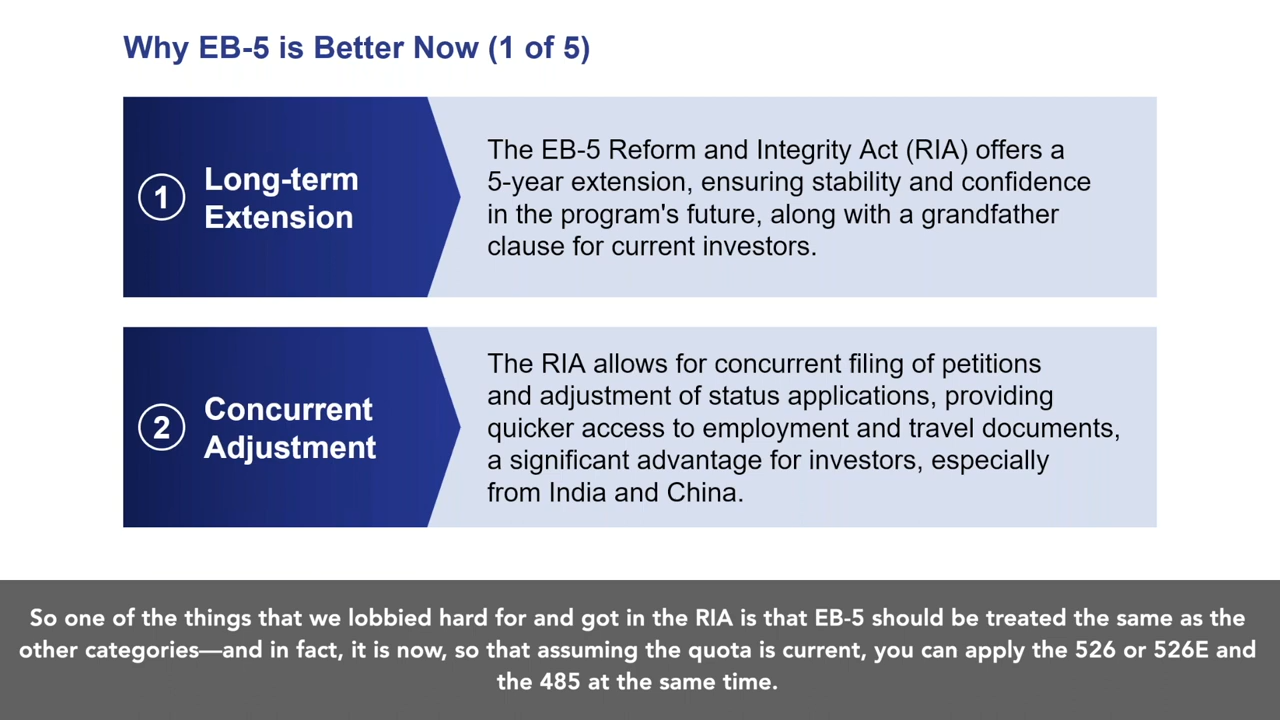 Why EB-5 is Better Now (1 of 5)
1
Long-term
Extension
The EB-5 Reform and Integrity Act (RIA) offers a
5-year extension, ensuring stability and confidence
in the program's future, along with a grandfather
clause for current investors.
2
Concurrent
Adjustment
The RIA allows for concurrent filing of petitions
and adjustment of status applications, providing
quicker access to employment and travel documents,
a significant advantage for investors, especially
from India and China.
So one of the things that we lobbied hard for and got in the RIA is that EB-5 should be treated the same as the
other categories—and in fact, it is now, so that assuming the quota is current, you can apply the 526 or 526E and
the 485 at the same time.